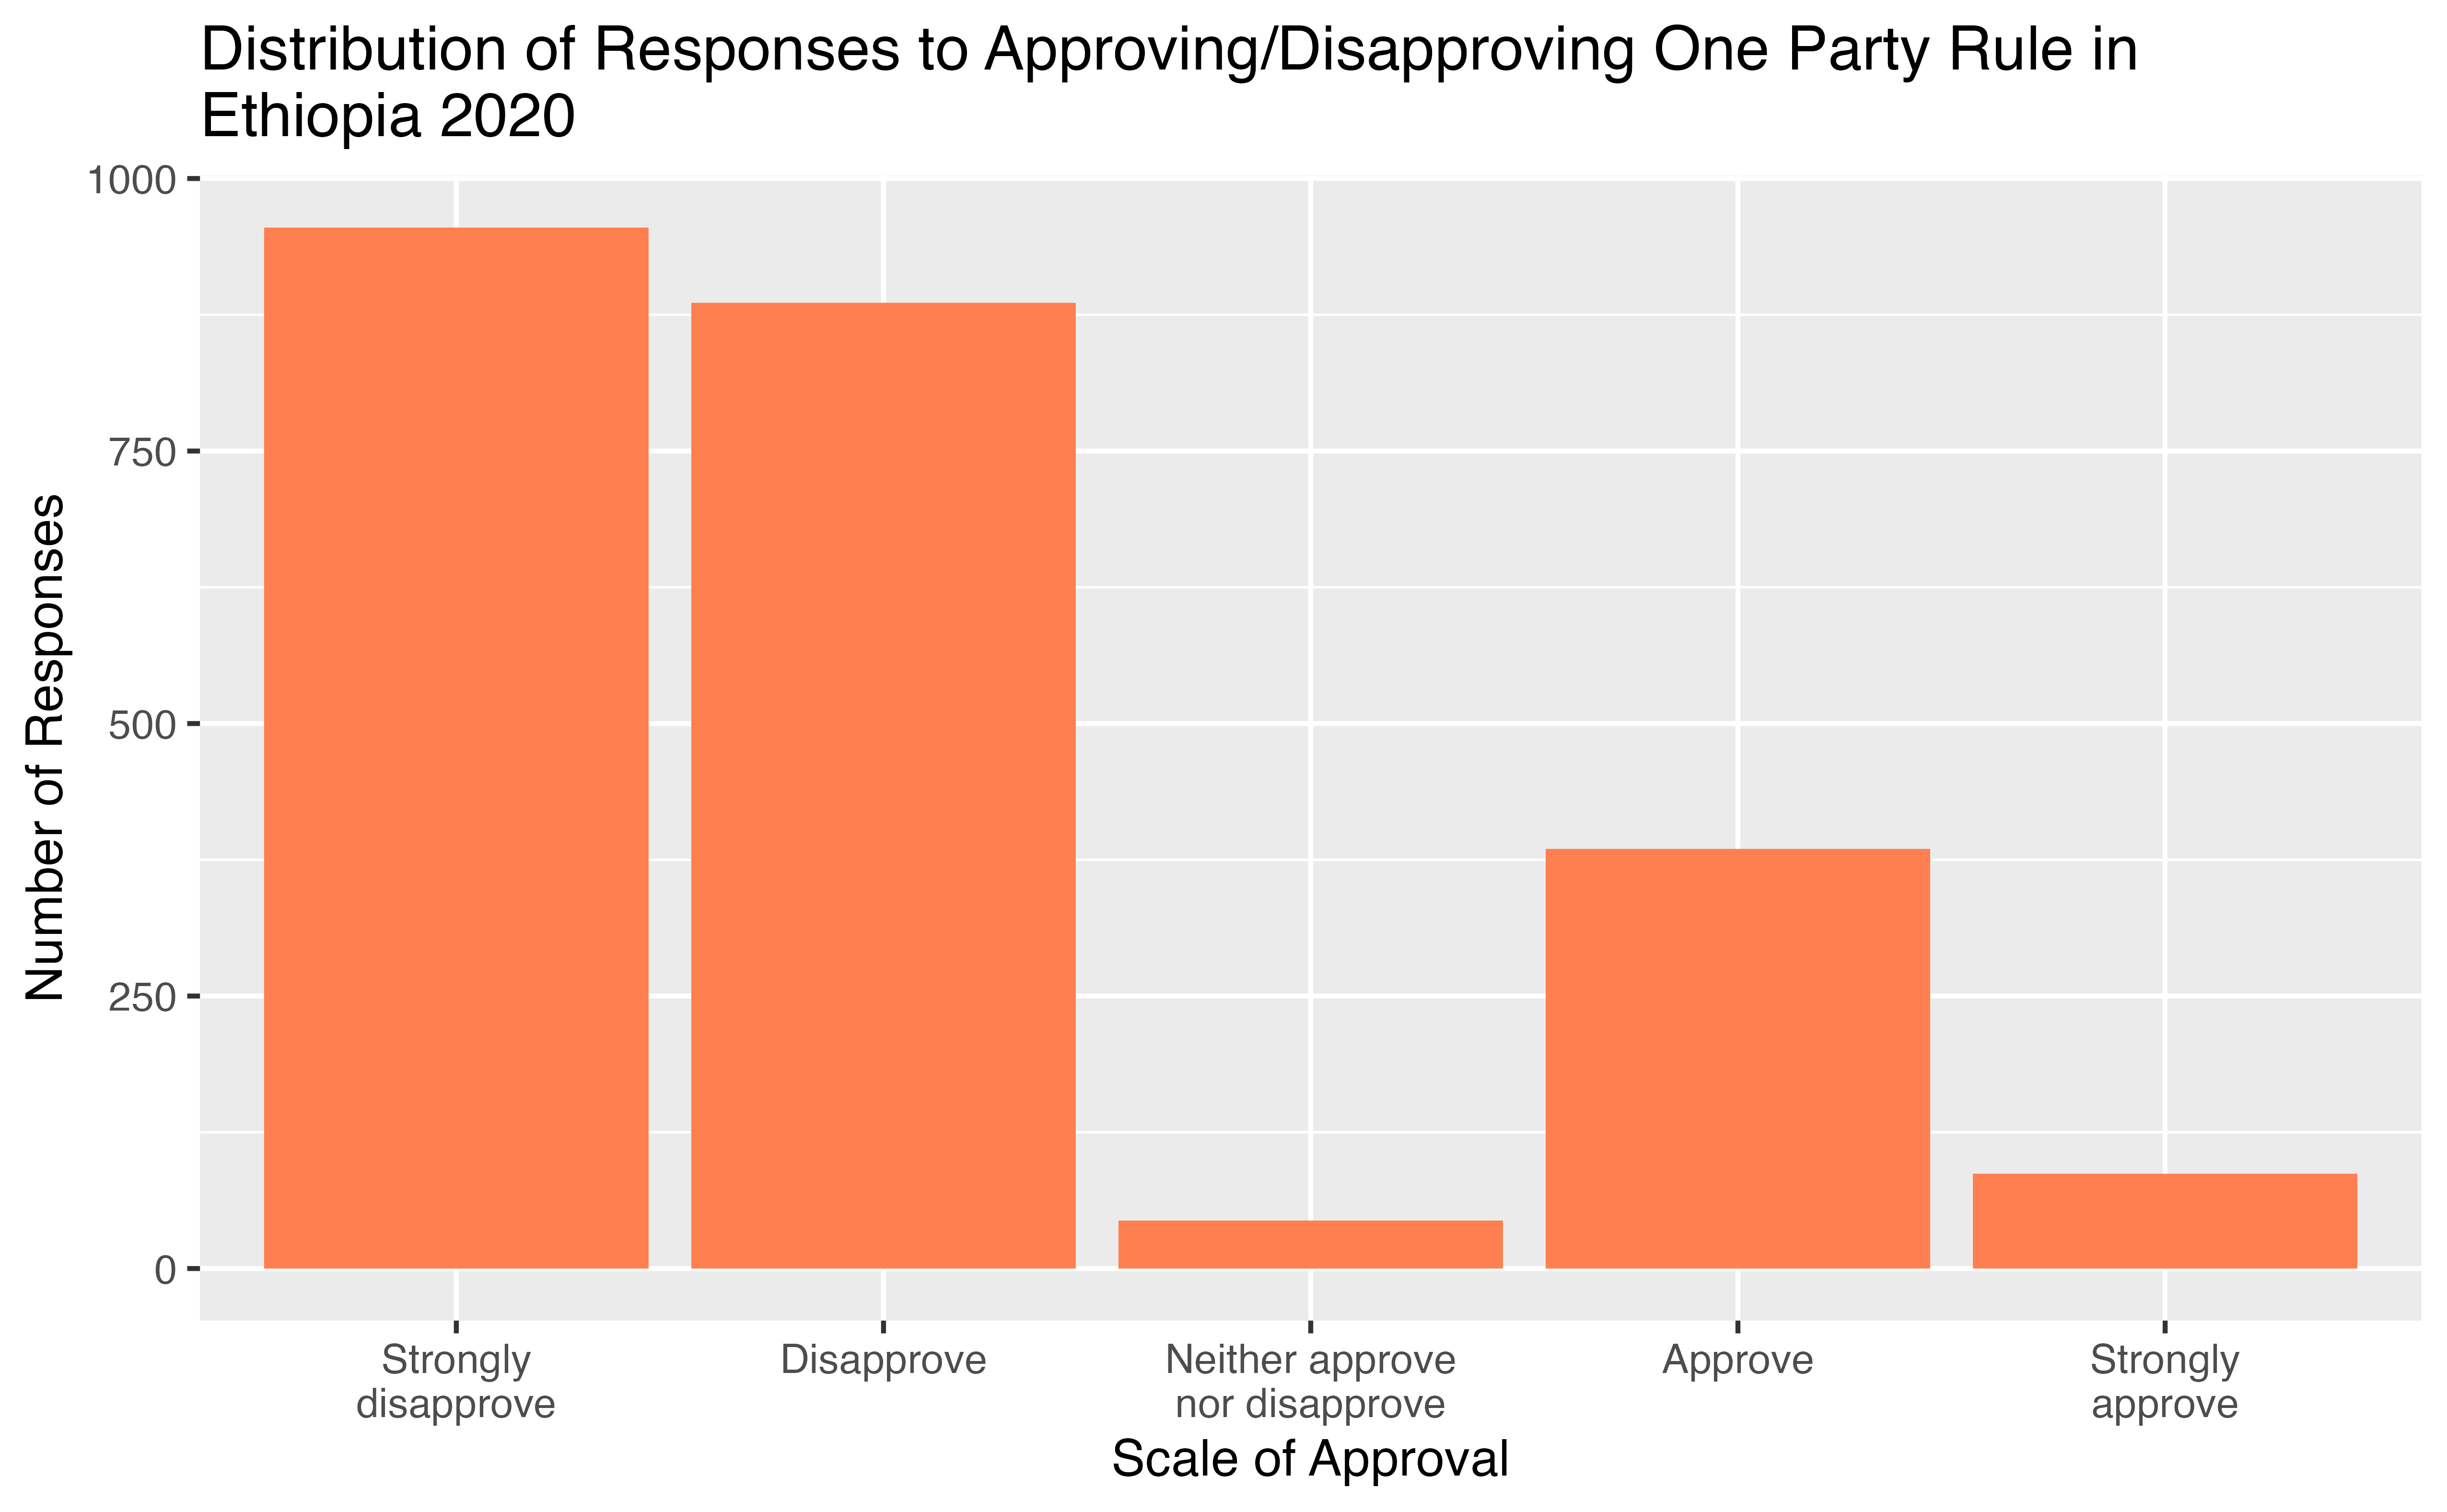 Distribution of Responses to Approving/Disapproving One Party Rule in
Ethiopia 2020
1000
750
500
250
0
Number of Responses
Strongly
disapprove
Disapprove
Neither approve
nor disapprove
Approve
Strongly
approve
Scale of Approval